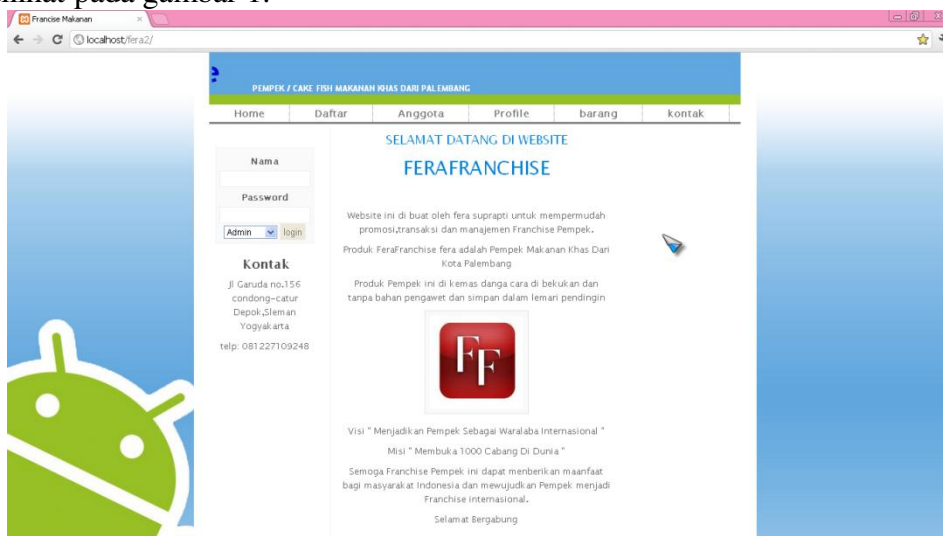 Francise Makanan
localhost/fera2/
e
PEMPEK / CAKE FISH MAKANAN KHAS DARI PALEMBANG
Home Daftar Anggota Profile barang kontak
Nama
Password
Admin login
Kontak
Jl Garuda no.156
condong-catur
Depok,Sleman
Yogyakarta
telp: 081227109248
SELAMAT DATANG DI WEBSITE
FERAFRANCHISE
Website ini di buat oleh fera suprapti untuk mempermudah
promosi,transaksi dan manajemen Franchise Pempek.
Produk FeraFranchise fera adalah Pempek Makanan Khas Dari
Kota Palembang
Produk Pempek ini di kemas danga cara di bekukan dan
tanpa bahan pengawet dan simpan dalam lemari pendingin
FF
Visi " Menjadikan Pempek Sebagai Waralaba Internasional "
Misi " Membuka 1000 Cabang Di Dunia "
Semoga Franchise Pempek ini dapat menberikan maanfaat
bagi masyarakat Indonesia dan mewujudkan Pempek menjadi
Franchise internasional.
Selamat Bergabung